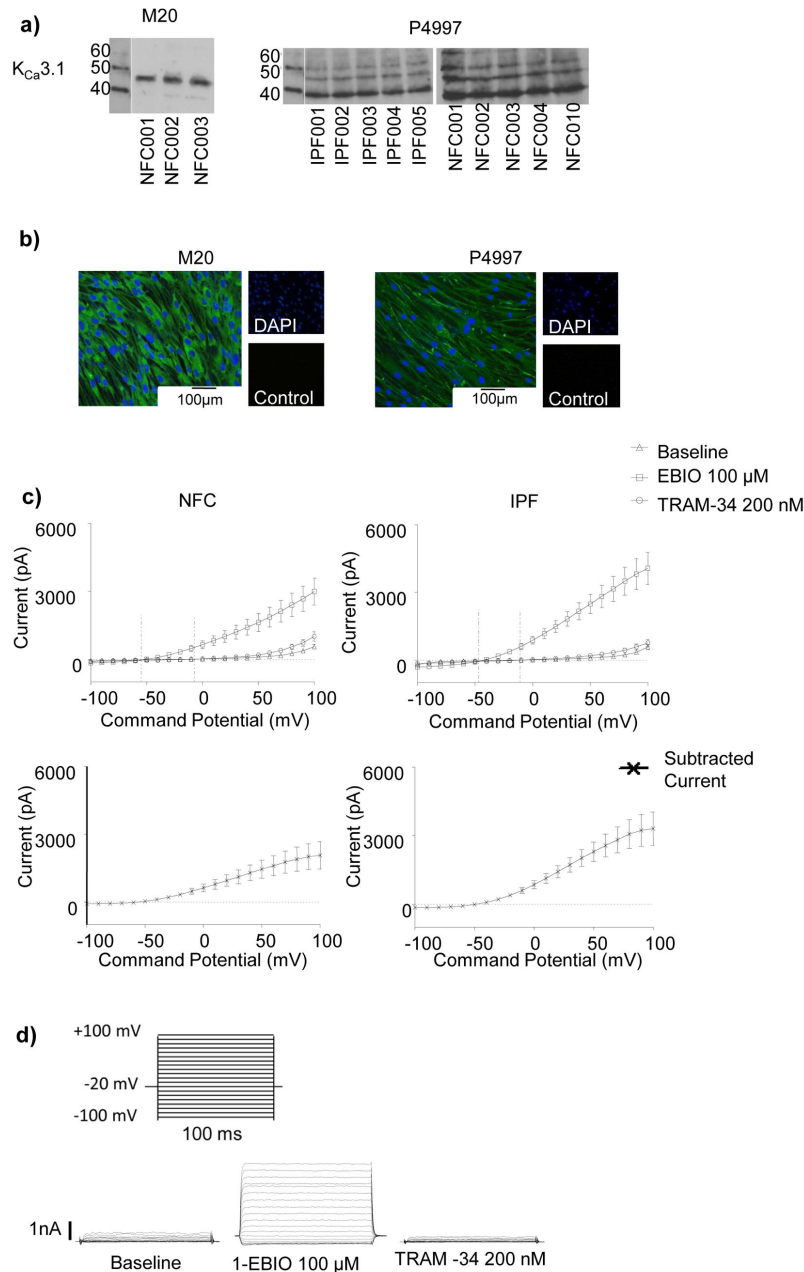 a)
M20
P4997
K_Ca3.1
60
50
40
60
50
40
NFC001
NFC002
NFC003
IPF001
IPF002
IPF003
IPF004
IPF005
NFC001
NFC002
NFC003
NFC004
NFC010
b)
M20
P4997
DAPI
Control
100µm
DAPI
Control
100µm
Baseline
EBIO 100 µM
TRAM-34 200 nM
c)
NFC
IPF
6000
3000
0
Current (pA)
-100 -50 0 50 100
Command Potential (mV)
6000
3000
0
Current (pA)
-100 -50 0 50 100
Command Potential (mV)
Subtracted
Current
6000
3000
0
Current (pA)
-100 -50 0 50 100
Command Potential (mV)
6000
3000
0
Current (pA)
-100 -50 0 50 100
Command Potential (mV)
d)
+100 mV
-20 mV
-100 mV
100 ms
1nA
Baseline
1-EBIO 100 µM
TRAM -34 200 nM